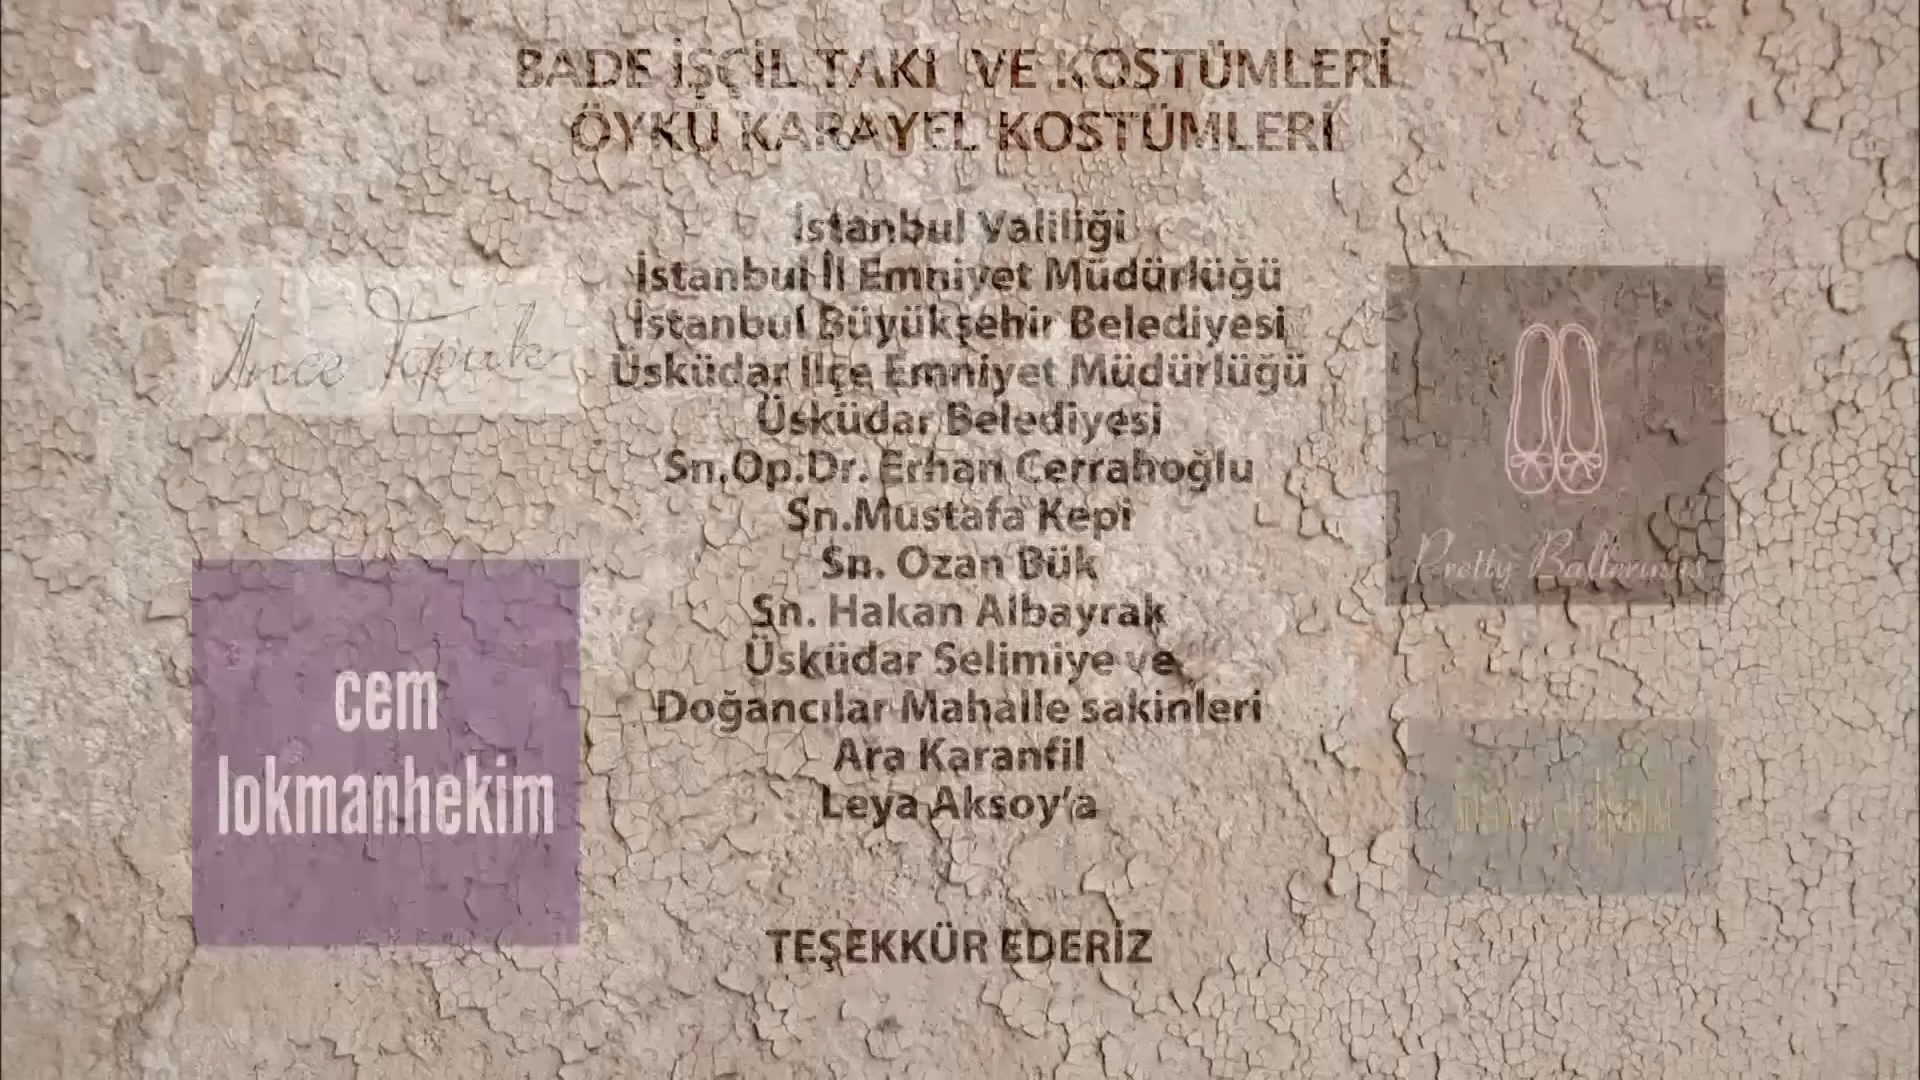 BADE İŞÇİL TAKI VE KOSTÜMLERİ
ÖYKÜ KARAYEL KOSTÜMLERİ
İstanbul Valiliği
İstanbul İl Emniyet Müdürlüğü
İstanbul Büyükşehir Belediyesi
Üsküdar İlçe Emniyet Müdürlüğü
Üsküdar Belediyesi
Sn.Op.Dr. Erhan Cerrahoğlu
Sn.Mustafa Kepi
Sn. Ozan Bük
Sn. Hakan Albayrak
Üsküdar Selimiye ve
Doğancılar Mahalle sakinleri
Ara Karanfil
Leya Aksoy'a
TEŞEKKÜR EDERİZ
İnce Topuk
cem
lokmanhekim
Pretty Ballerinas